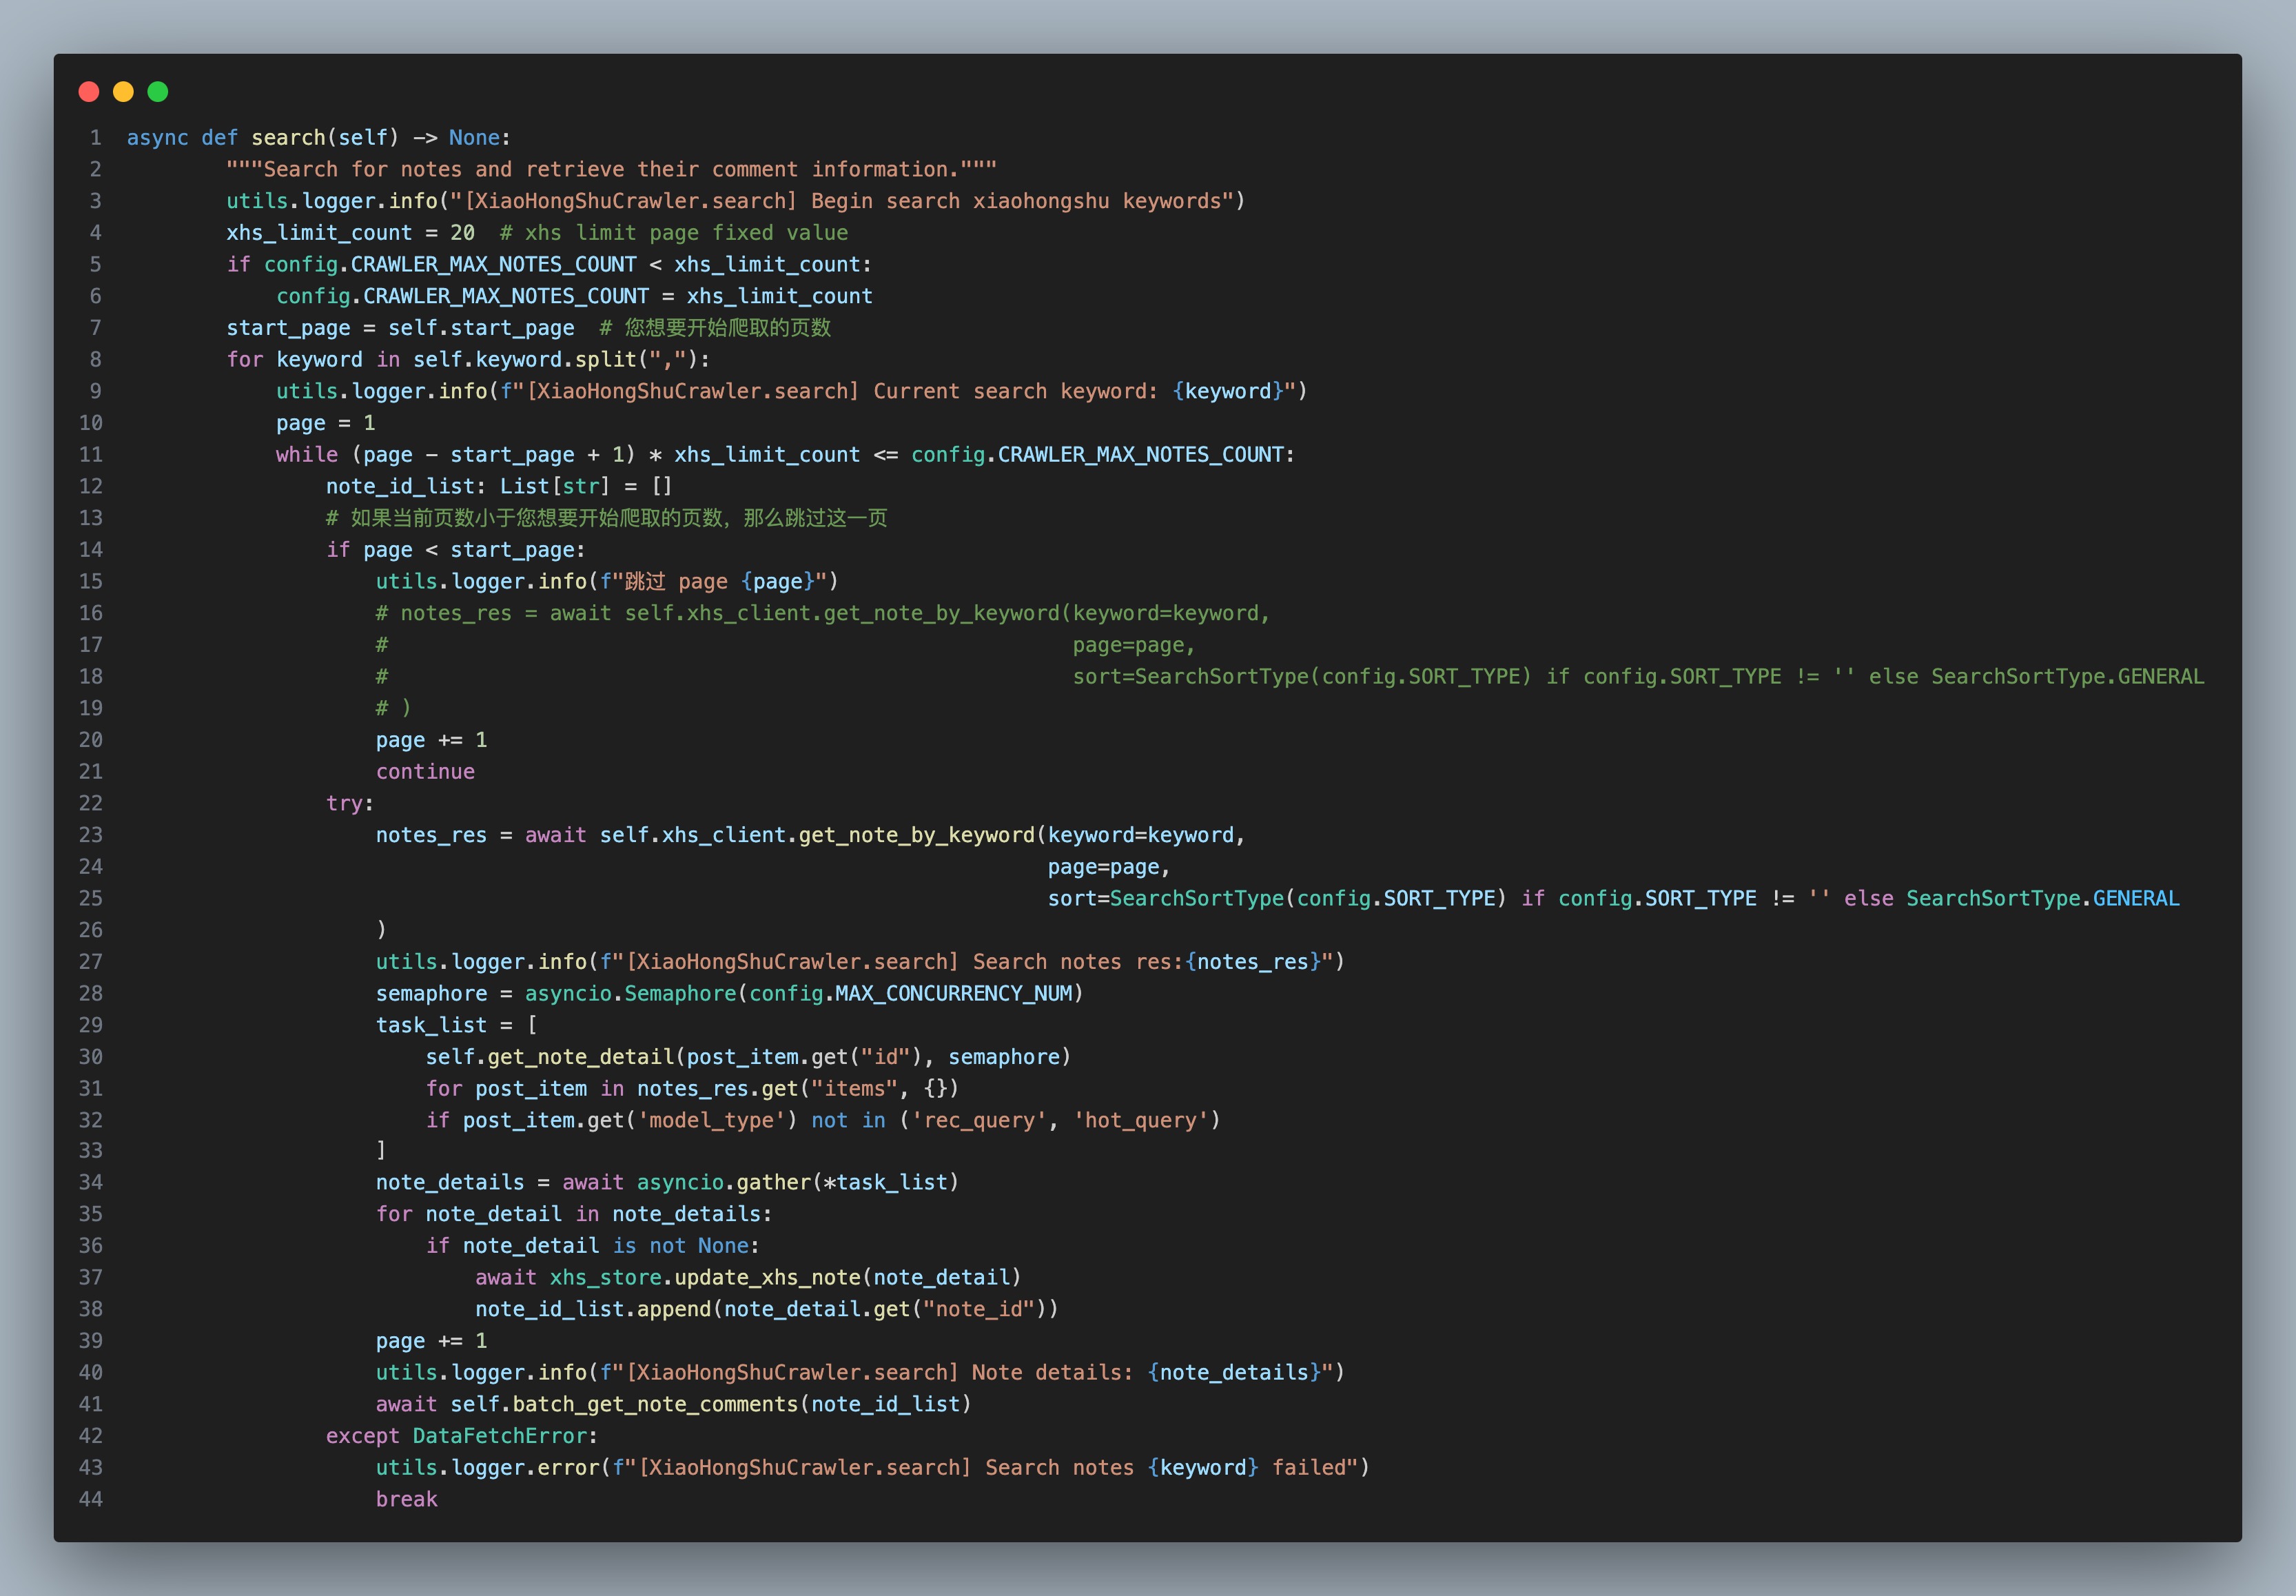 1 async def search(self) -> None:
2         """Search for notes and retrieve their comment information."""
3         utils.logger.info("[XiaoHongShuCrawler.search] Begin search xiaohongshu keywords")
4         xhs_limit_count = 20  # xhs limit page fixed value
5         if config.CRAWLER_MAX_NOTES_COUNT < xhs_limit_count:
6             config.CRAWLER_MAX_NOTES_COUNT = xhs_limit_count
7         start_page = self.start_page  # 您想要开始爬取的页数
8         for keyword in self.keyword.split(","):
9             utils.logger.info(f"[XiaoHongShuCrawler.search] Current search keyword: {keyword}")
10             page = 1
11             while (page - start_page + 1) * xhs_limit_count <= config.CRAWLER_MAX_NOTES_COUNT:
12                 note_id_list: List[str] = []
13                 # 如果当前页数小于您想要开始爬取的页数，那么跳过这一页
14                 if page < start_page:
15                     utils.logger.info(f"跳过 page {page}")
16                     # notes_res = await self.xhs_client.get_note_by_keyword(keyword=keyword,
17                     #                                                       page=page,
18                     #                                                       sort=SearchSortType(config.SORT_TYPE) if config.SORT_TYPE != '' else SearchSortType.GENERAL
19                     # )
20                     page += 1
21                     continue
22                 try:
23                     notes_res = await self.xhs_client.get_note_by_keyword(keyword=keyword,
24                                                                           page=page,
25                                                                           sort=SearchSortType(config.SORT_TYPE) if config.SORT_TYPE != '' else SearchSortType.GENERAL
26                     )
27                     utils.logger.info(f"[XiaoHongShuCrawler.search] Search notes res:{notes_res}")
28                     semaphore = asyncio.Semaphore(config.MAX_CONCURRENCY_NUM)
29                     task_list = [
30                         self.get_note_detail(post_item.get("id"), semaphore)
31                         for post_item in notes_res.get("items", {})
32                         if post_item.get('model_type') not in ('rec_query', 'hot_query')
33                     ]
34                     note_details = await asyncio.gather(*task_list)
35                     for note_detail in note_details:
36                         if note_detail is not None:
37                             await xhs_store.update_xhs_note(note_detail)
38                             note_id_list.append(note_detail.get("note_id"))
39                     page += 1
40                     utils.logger.info(f"[XiaoHongShuCrawler.search] Note details: {note_details}")
41                     await self.batch_get_note_comments(note_id_list)
42                 except DataFetchError:
43                     utils.logger.error(f"[XiaoHongShuCrawler.search] Search notes {keyword} failed")
44                     break